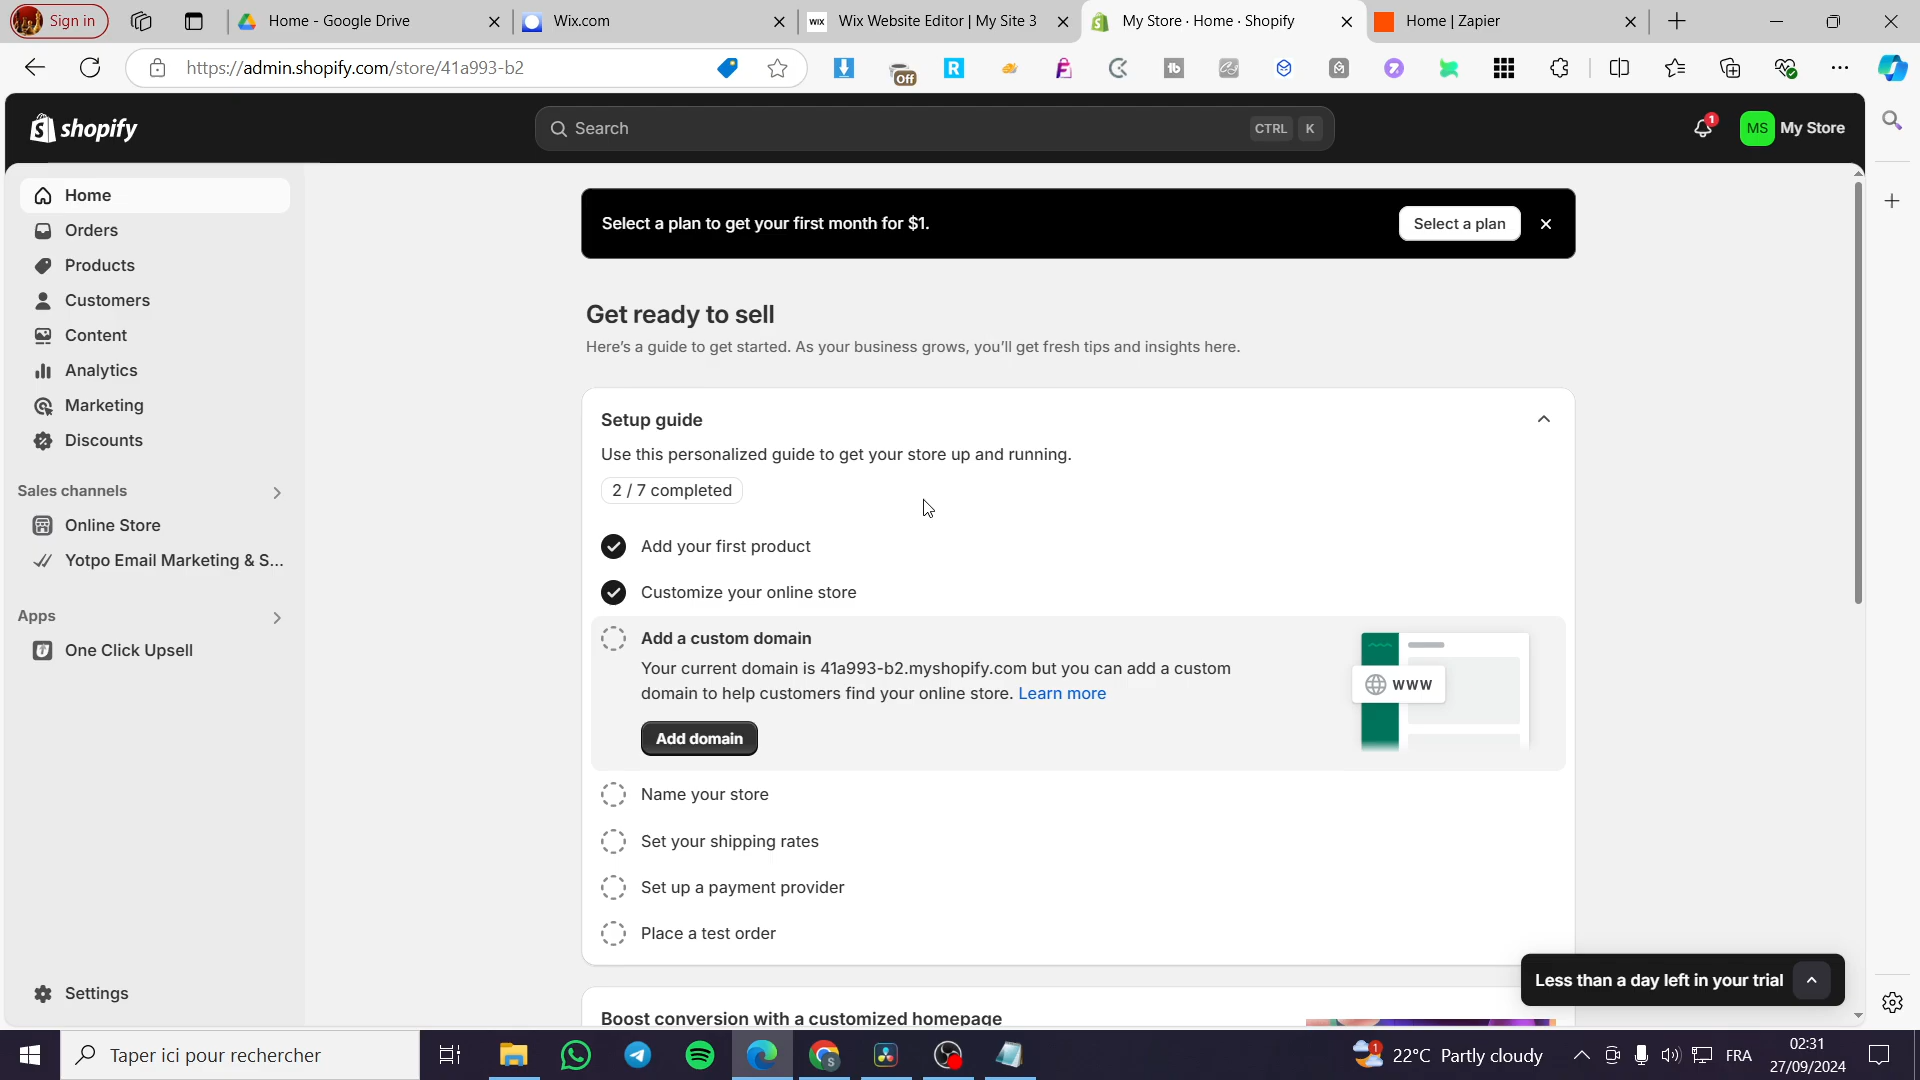 Sign in
Home - Google Drive
Wix.com
WIX
Wix Website Editor | My Site 3
My Store · Home · Shopify
Home | Zapier
https://admin.shopify.com/store/41a993-b2
Off
R
tb
shopify
Search
CTRL K
1
MS
My Store
Home
Orders
Products
Customers
Content
Analytics
Marketing
Discounts
Sales channels
Online Store
Yotpo Email Marketing & S...
Apps
One Click Upsell
Settings
Select a plan to get your first month for $1.
Select a plan
Get ready to sell
Here's a guide to get started. As your business grows, you'll get fresh tips and insights here.
Setup guide
Use this personalized guide to get your store up and running.
2 / 7 completed
Add your first product
Customize your online store
Add a custom domain
Your current domain is 41a993-b2.myshopify.com but you can add a custom
domain to help customers find your online store. Learn more
Add domain
WWW
Name your store
Set your shipping rates
Set up a payment provider
Place a test order
Less than a day left in your trial
Boost conversion with a customized homepage
Taper ici pour rechercher
S
1
22°C Partly cloudy
FRA
02:31
27/09/2024